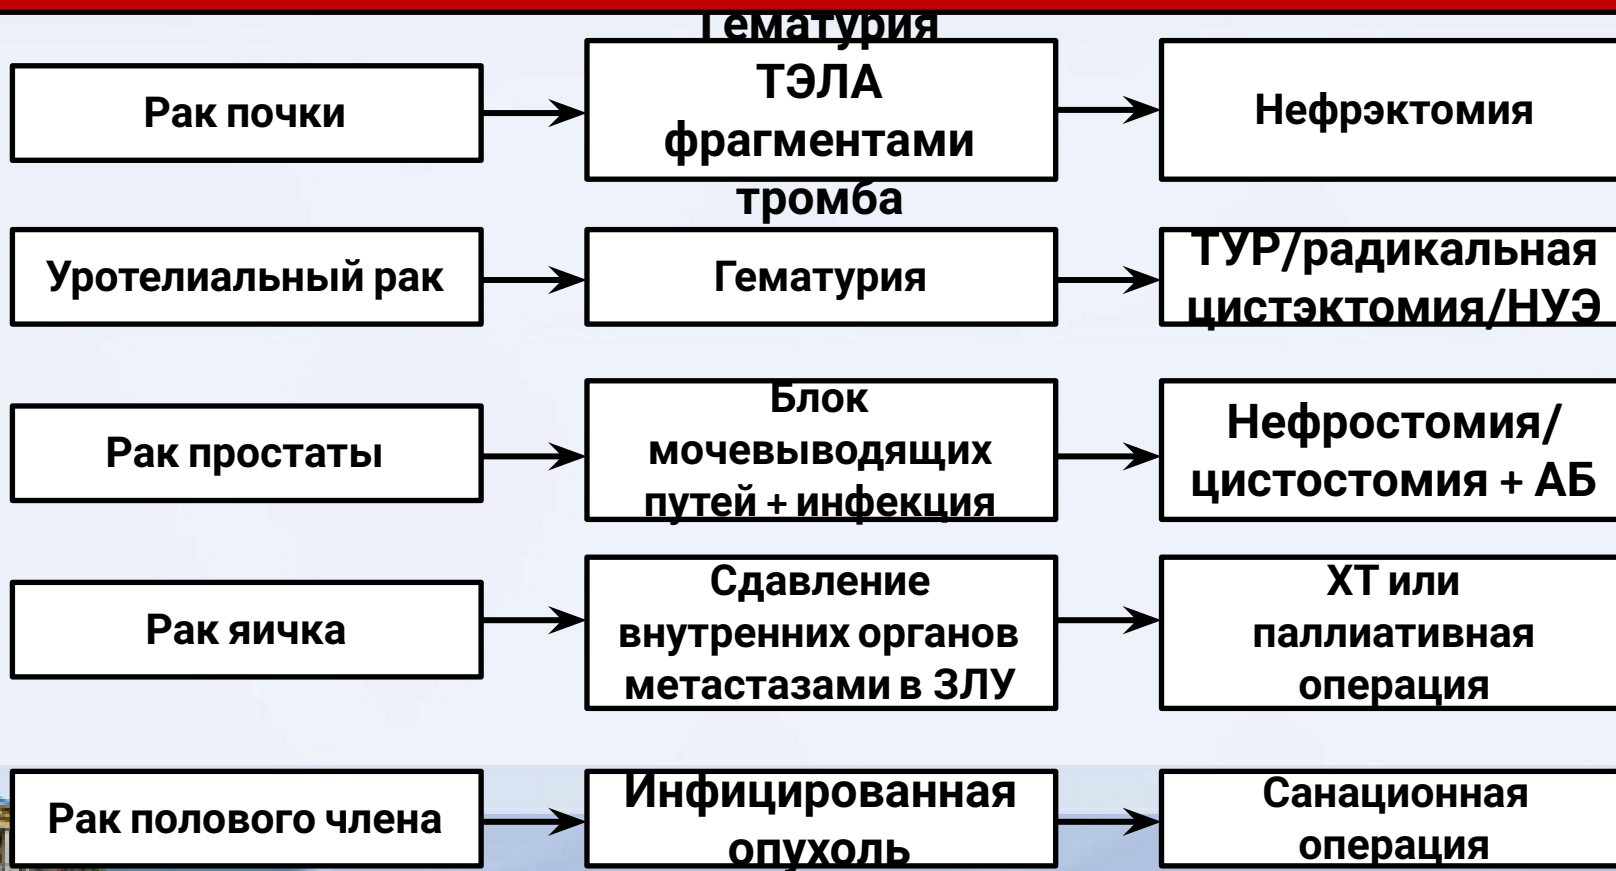 Рак почки
Гематурия
ТЭЛА
фрагментами
тромба
Нефрэктомия
Уротелиальный рак
Гематурия
ТУР/радикальная
цистэктомия/НУЭ
Рак простаты
Блок
мочевыводящих
путей + инфекция
Нефростомия/
цистостомия + АБ
Рак яичка
Сдавление
внутренних органов
метастазами в ЗЛУ
ХТ или
паллиативная
операция
Рак полового члена
Инфицированная
опухоль
Санационная
операция